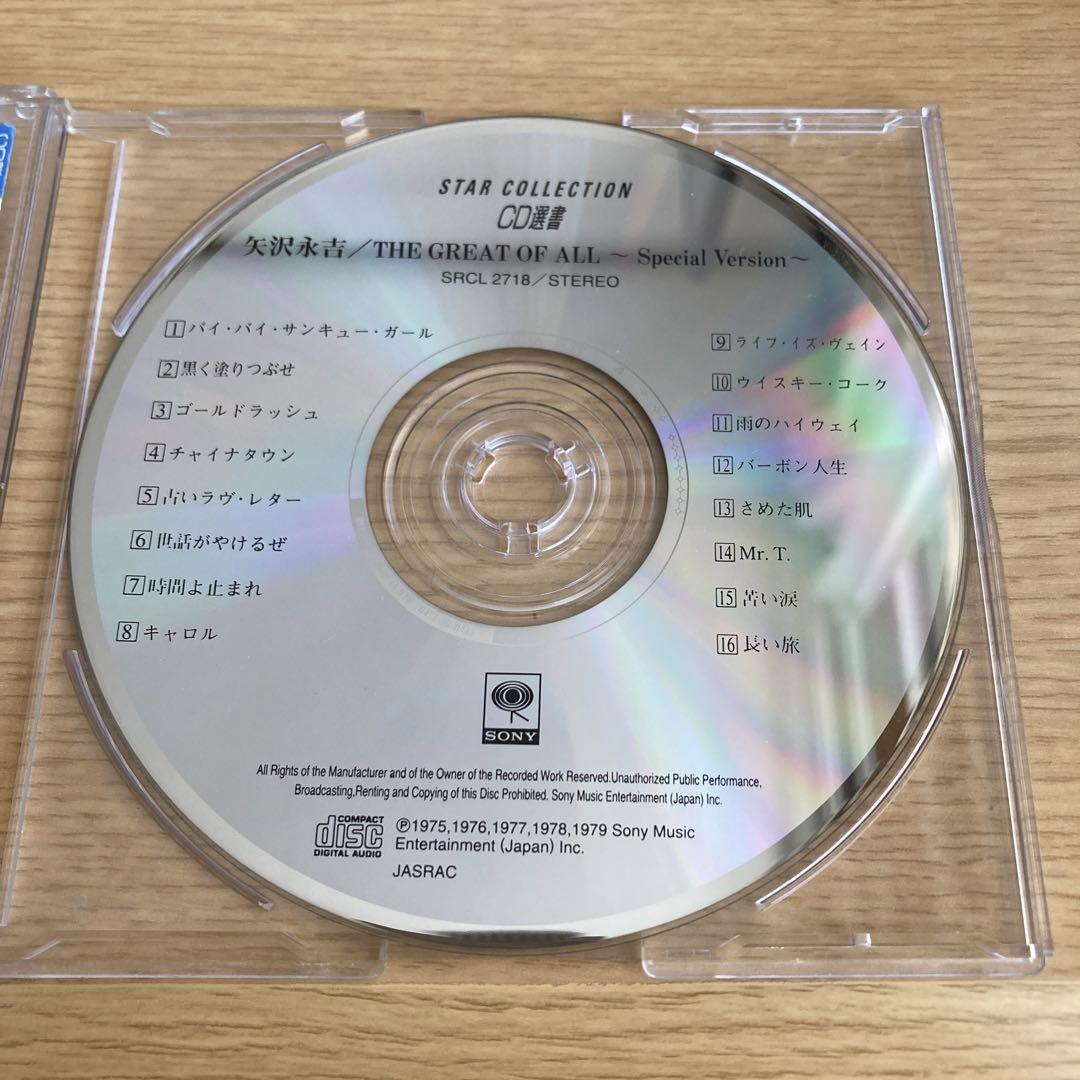 STAR COLLECTION
CD選書
矢沢永吉／THE GREAT OF ALL ～ Special Version～
SRCL 2718／STEREO
1 バイ・バイ・サンキュー・ガール
2 黒く塗りつぶせ
3 ゴールドラッシュ
4 チャイナタウン
5 古いラヴ・レター
6 世話がやけるぜ
7 時間よ止まれ
8 キャロル
9 ライフ・イズ・ヴェイン
10 ウイスキー・コーク
11 雨のハイウェイ
12 バーボン人生
13 さめた肌
14 Mr. T.
15 苦い涙
16 長い旅
SONY
All Rights of the Manufacturer and of the Owner of the Recorded Work Reserved.Unauthorized Public Performance,
Broadcasting,Renting and Copying of this Disc Prohibited. Sony Music Entertainment (Japan) Inc.
COMPACT
disc
DIGITAL AUDIO
℗1975,1976,1977,1978,1979 Sony Music
Entertainment (Japan) Inc.
JASRAC